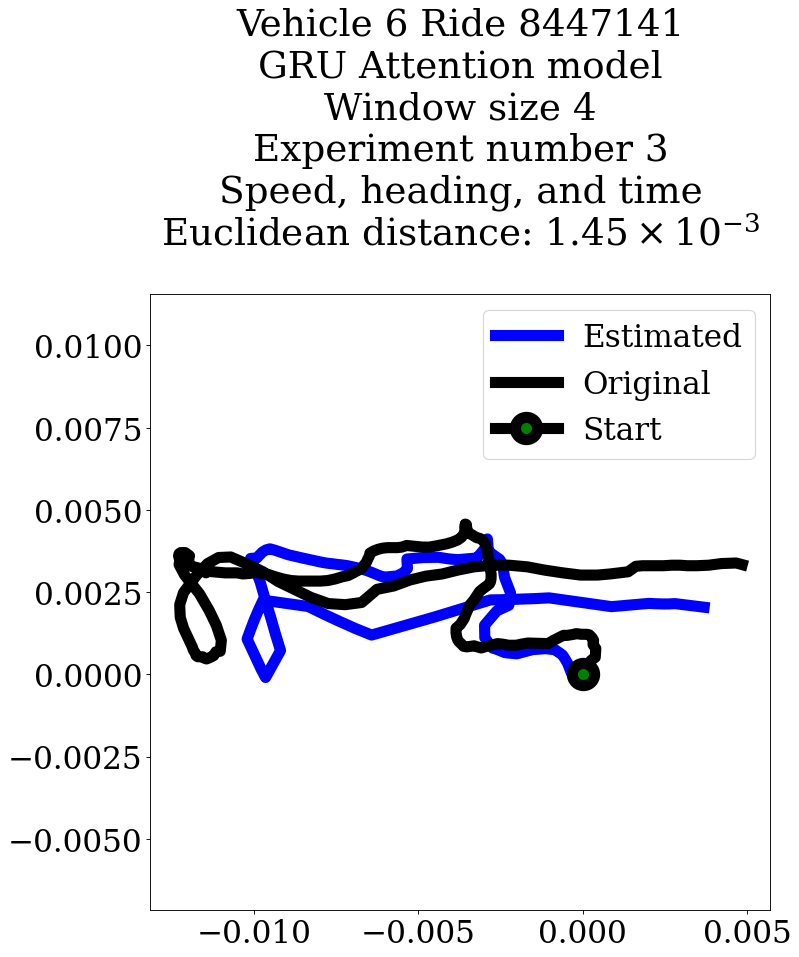 Vehicle 6 Ride 8447141
GRU Attention model
Window size 4
Experiment number 3
Speed, heading, and time
Euclidean distance: 1.45 × 10⁻³
Estimated
Original
Start
0.0100
0.0075
0.0050
0.0025
0.0000
−0.0025
−0.0050
−0.010 −0.005 0.000 0.005